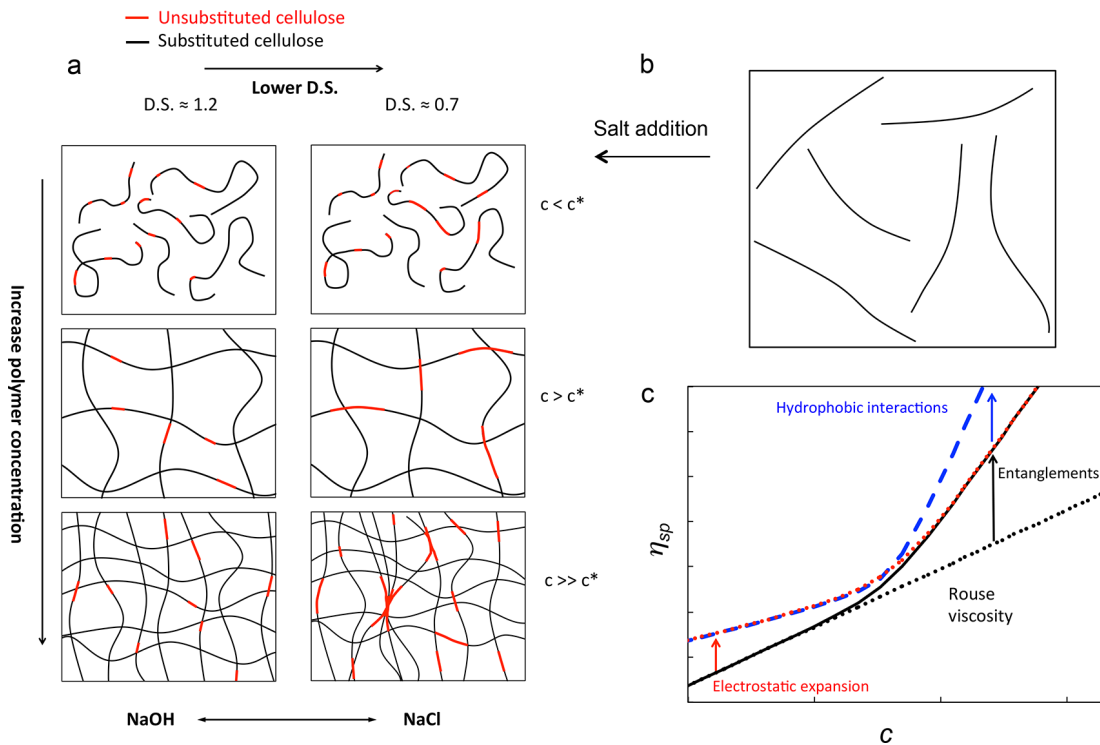 Unsubstituted cellulose
Substituted cellulose
a
Lower D.S.
D.S. ≈ 1.2
D.S. ≈ 0.7
Increase polymer concentration
c < c*
c > c*
c >> c*
NaOH
NaCl
b
Salt addition
c
Hydrophobic interactions
Entanglements
Rouse
viscosity
Electrostatic expansion
ηsp
c